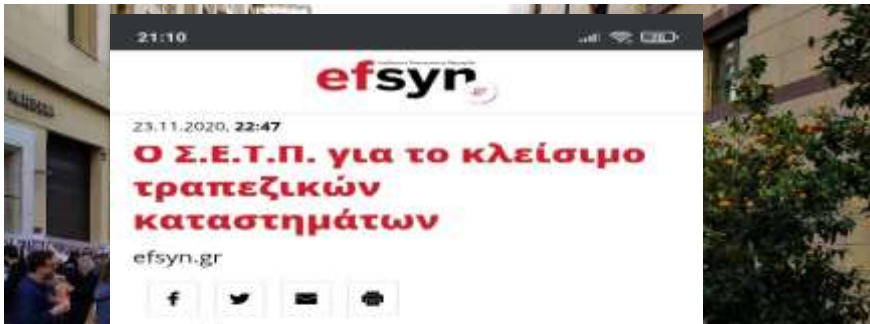 21:10
efsyn
23.11.2020, 22:47
Ο Σ.Ε.Τ.Π. για το κλείσιμο
τραπεζικών
καταστημάτων
efsyn.gr